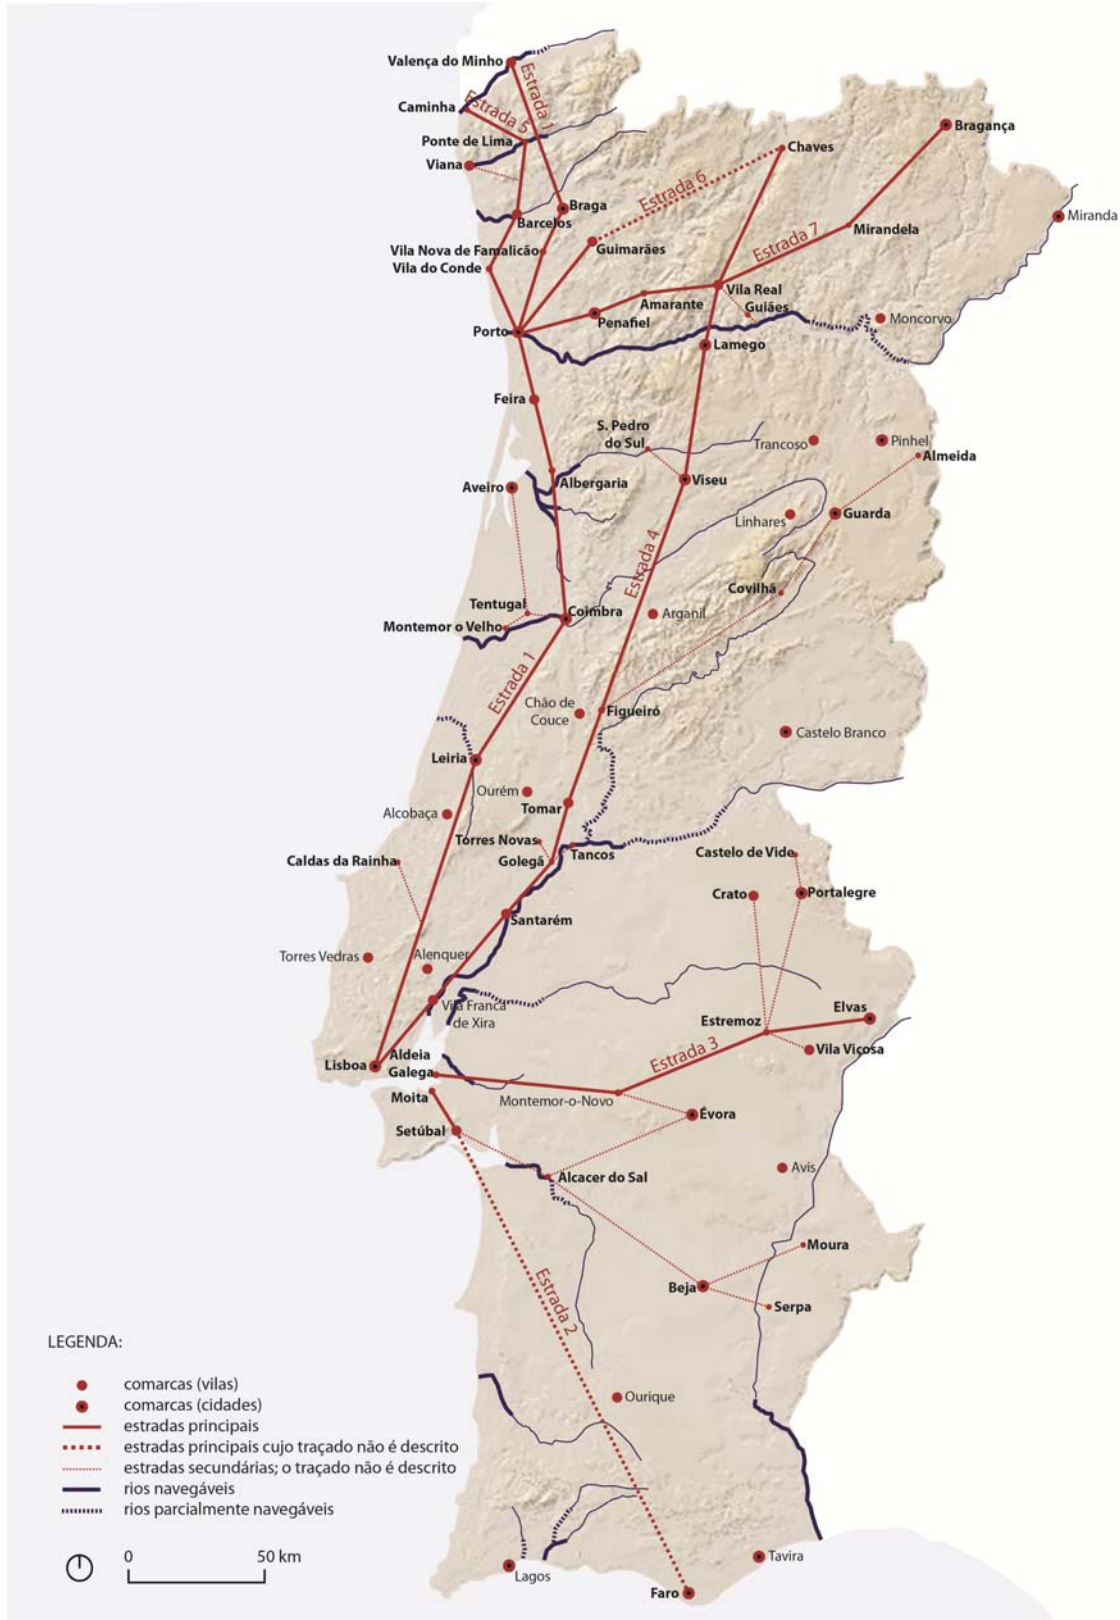 Valença do Minho
Estrada 1
Caminha
Estrada 5
Ponte de Lima
Viana
Bragança
Chaves
Estrada 6
Miranda
Braga
Barcelos
Mirandela
Estrada 7
Guimarães
Vila Nova de Famalicão
Vila do Conde
Vila Real
Guiães
Amarante
Penafiel
Moncorvo
Porto
Lamego
Feira
S. Pedro
do Sul
Trancoso
Pinhel
Almeida
Aveiro
Albergaria
Viseu
Linhares
Guarda
Estrada 4
Covilhã
Tentugal
Coimbra
Arganil
Montemor o Velho
Estrada 1
Chão de
Couce
Figueiró
Castelo Branco
Leiria
Ourém
Tomar
Alcobaça
Torres Novas
Tancos
Golegã
Castelo de Vide
Caldas da Rainha
Crato
Portalegre
Santarém
Torres Vedras
Alenquer
Vila Franca
de Xira
Elvas
Estremoz
Estrada 3
Vila Viçosa
Lisboa
Aldeia
Galega
Moita
Montemor-o-Novo
Évora
Setúbal
Avis
Alcacer do Sal
Moura
Beja
Serpa
Estrada 2
LEGENDA:
comarcas (vilas)
comarcas (cidades)
estradas principais
estradas principais cujo traçado não é descrito
estradas secundárias; o traçado não é descrito
rios navegáveis
rios parcialmente navegáveis
0 50 km
Ourique
Tavira
Lagos
Faro